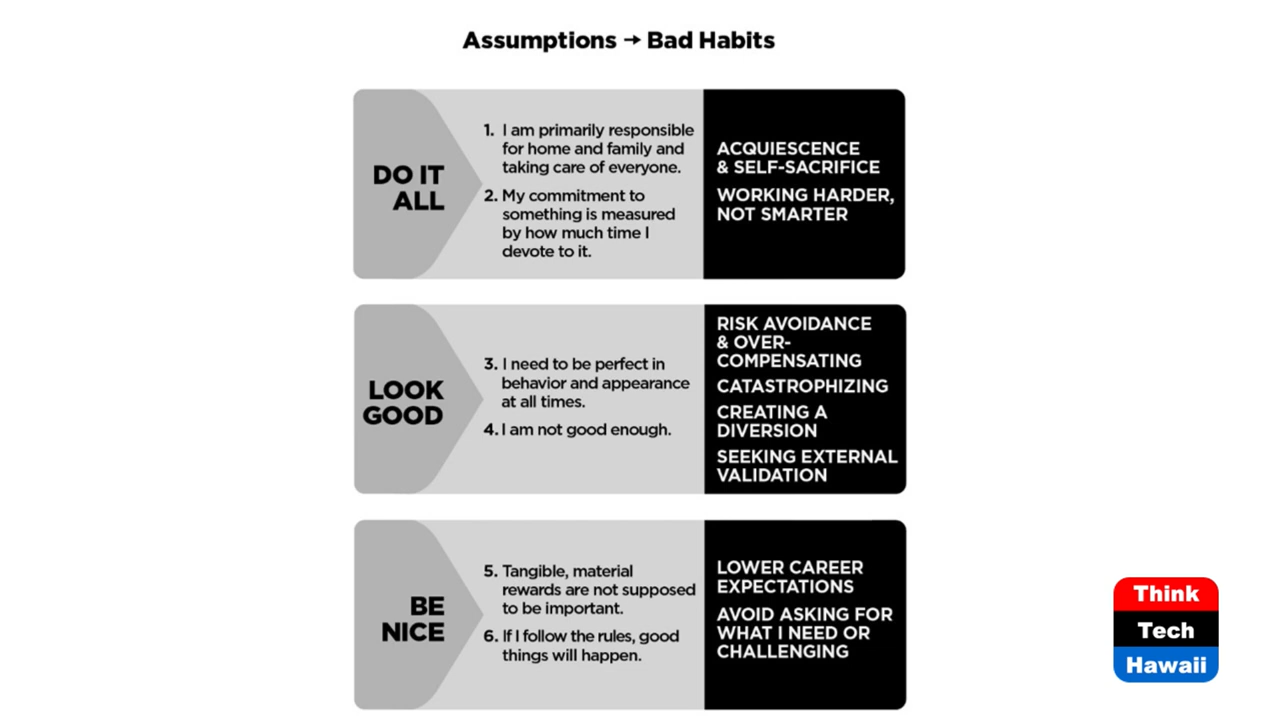 Assumptions → Bad Habits
DO IT
ALL
1. I am primarily responsible
for home and family and
taking care of everyone.
2. My commitment to
something is measured
by how much time I
devote to it.
ACQUIESCENCE
& SELF-SACRIFICE
WORKING HARDER,
NOT SMARTER
LOOK
GOOD
3. I need to be perfect in
behavior and appearance
at all times.
4. I am not good enough.
RISK AVOIDANCE
& OVER-
COMPENSATING
CATASTROPHIZING
CREATING A
DIVERSION
SEEKING EXTERNAL
VALIDATION
BE
NICE
5. Tangible, material
rewards are not supposed
to be important.
6. If I follow the rules, good
things will happen.
LOWER CAREER
EXPECTATIONS
AVOID ASKING FOR
WHAT I NEED OR
CHALLENGING
Think
Tech
Hawaii